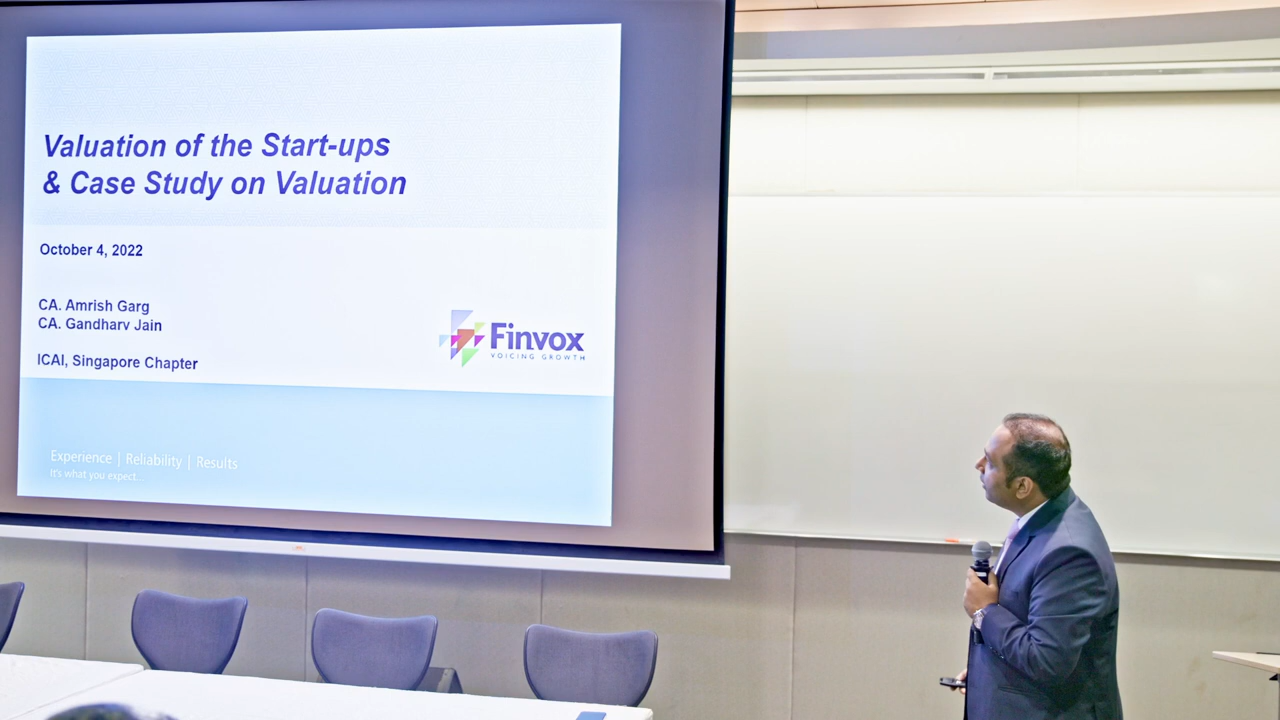 Valuation of the Start-ups
& Case Study on Valuation
October 4, 2022
CA. Amrish Garg
CA. Gandharv Jain
ICAI, Singapore Chapter
Finvox
VOICING GROWTH
Experience | Reliability | Results
It's what you expect...